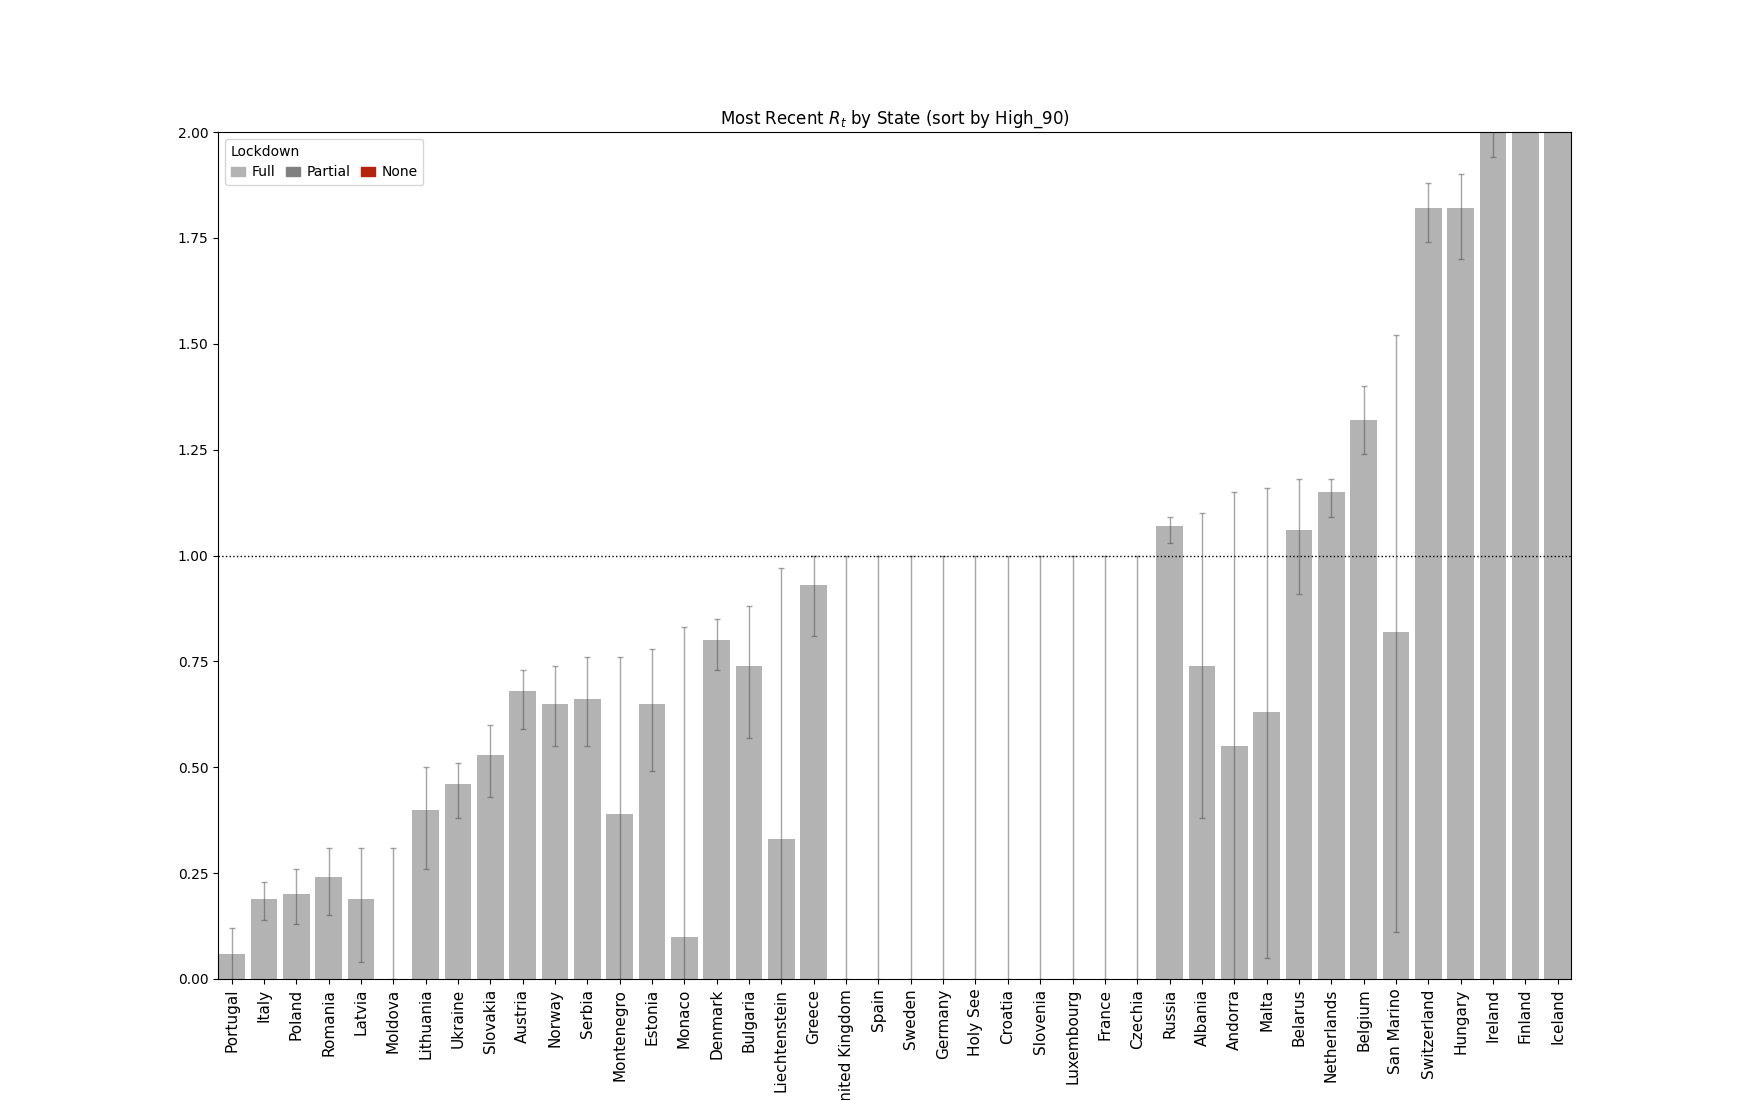 Most Recent Rt by State (sort by High_90)
Lockdown
Full Partial None
2.00
1.75
1.50
1.25
1.00
0.75
0.50
0.25
0.00
Portugal
Italy
Poland
Romania
Latvia
Moldova
Lithuania
Ukraine
Slovakia
Austria
Norway
Serbia
Montenegro
Estonia
Monaco
Denmark
Bulgaria
Liechtenstein
Greece
nited Kingdom
Spain
Sweden
Germany
Holy See
Croatia
Slovenia
Luxembourg
France
Czechia
Russia
Albania
Andorra
Malta
Belarus
Netherlands
Belgium
San Marino
Switzerland
Hungary
Ireland
Finland
Iceland